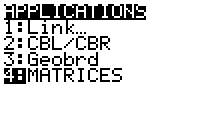 APPLICATIONS
1:Link…
2:CBL/CBR
3:Geobrd
4:MATRICES